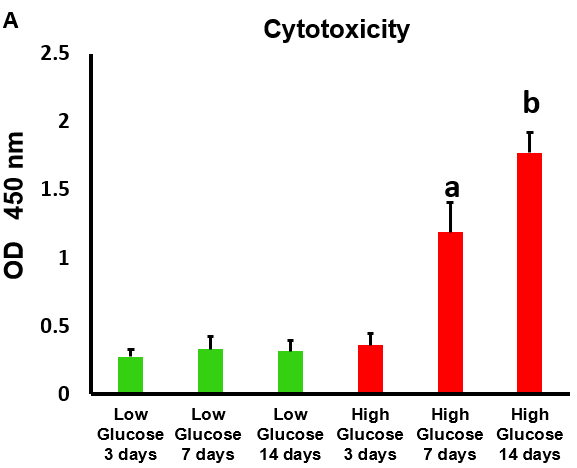 A
Cytotoxicity
2.5
2
1.5
1
0.5
0
OD 450 nm
a
b
Low Glucose 3 days
Low Glucose 7 days
Low Glucose 14 days
High Glucose 3 days
High Glucose 7 days
High Glucose 14 days